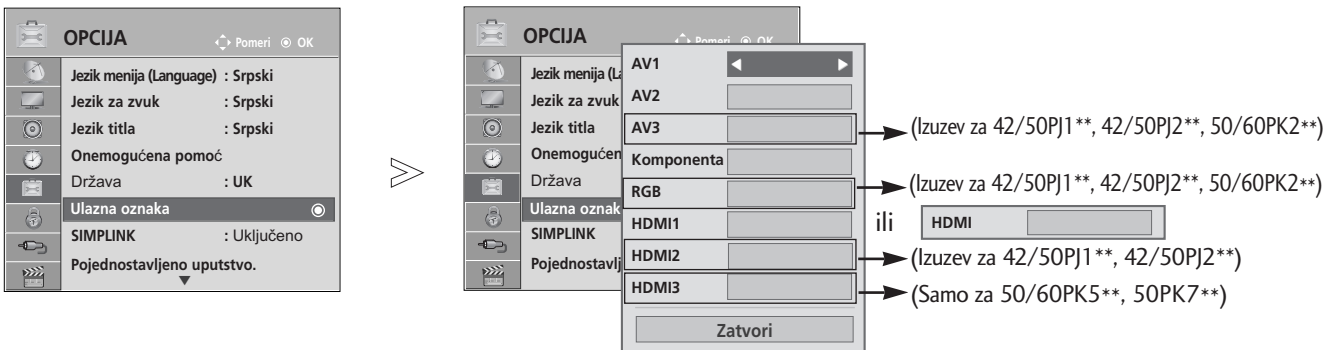 OPCIJA
Pomeri OK
Jezik menija (Language) : Srpski
Jezik za zvuk : Srpski
Jezik titla : Srpski
Onemogućena pomoć
Država : UK
Ulazna oznaka
SIMPLINK : Uključeno
Pojednostavljeno uputstvo.
OPCIJA
Pomeri OK
Jezik menija (La
Jezik za zvuk
Jezik titla
Onemogućen
Država
Ulazna oznak
SIMPLINK
Pojednostavlj
AV1
AV2
AV3
(Izuzev za 42/50PJ1**, 42/50PJ2**, 50/60PK2**)
Komponenta
RGB
(Izuzev za 42/50PJ1**, 42/50PJ2**, 50/60PK2**)
HDMI1
ili HDMI
HDMI2
(Izuzev za 42/50PJ1**, 42/50PJ2**)
HDMI3
(Samo za 50/60PK5**, 50PK7**)
Zatvori